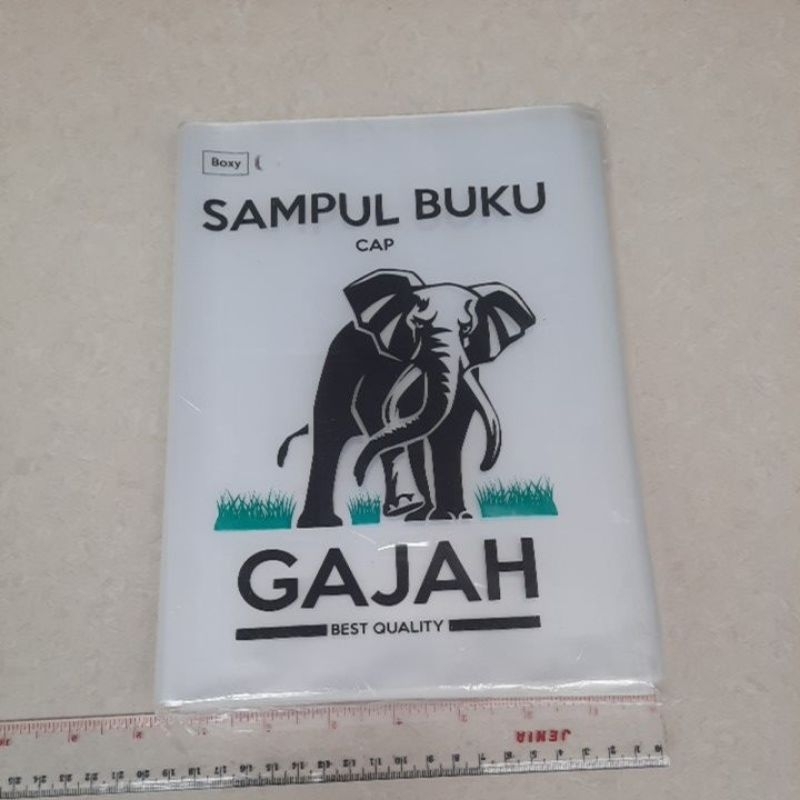 Boxy
SAMPUL BUKU
CAP
GAJAH
BEST QUALITY
JENIA